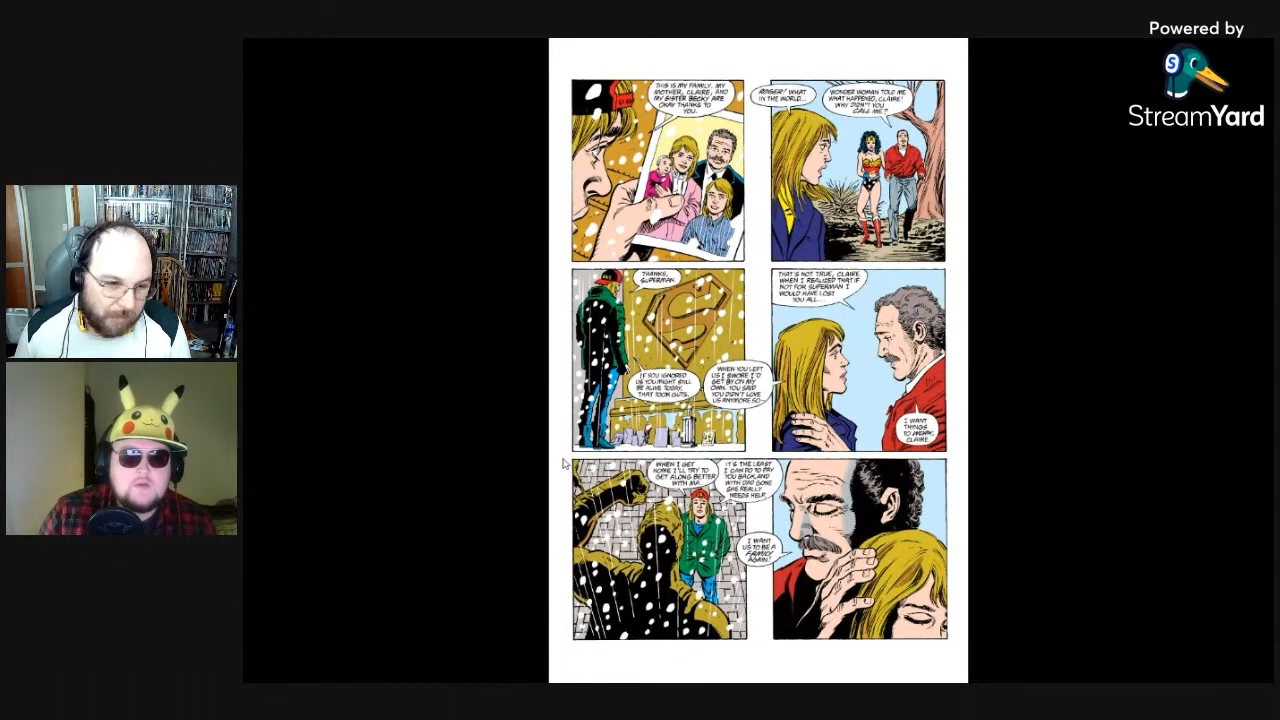 Powered by
StreamYard
THIS IS MY FAMILY. MY
MOTHER, CLAIRE, AND
MY SISTER BECKY ARE
OKAY THANKS TO
YOU.
ROGER! WHAT
IN THE WORLD...
WONDER WOMAN TOLD ME
WHAT HAPPENED, CLAIRE!
WHY DIDN'T YOU
CALL ME?
THANKS,
SUPERMAN.
IF YOU IGNORED
US YOU MIGHT STILL
BE ALIVE TODAY.
THAT TOOK GUTS.
WHEN YOU LEFT
US I SWORE I'D
GET BY ON MY
OWN. YOU SAID
YOU DIDN'T LOVE
US ANYMORE SO--
THAT'S NOT TRUE, CLAIRE.
WHEN I REALIZED THAT IF
NOT FOR SUPERMAN I
WOULD HAVE LOST
YOU ALL...
I WANT
THINGS
TO WORK,
CLAIRE.
WHEN I GET
HOME I'LL TRY TO
GET ALONG BETTER
WITH MA.
IT'S THE LEAST
I CAN DO TO PAY
YOU BACK, AND
WITH DAD GONE
SHE REALLY
NEEDS HELP.
I WANT
US TO BE A
FAMILY
AGAIN!